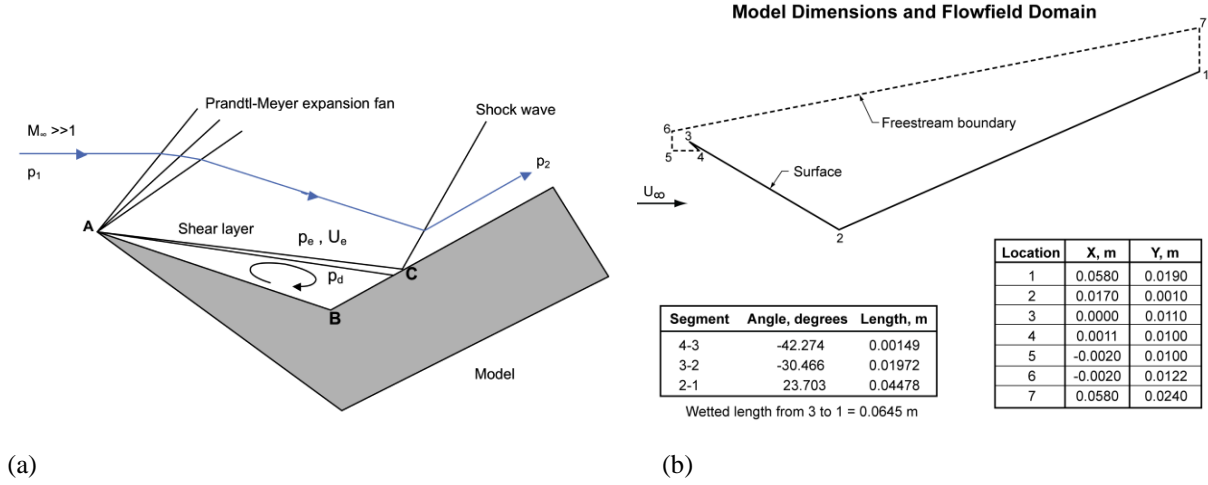 Prandtl-Meyer expansion fan
Shock wave
M∞ >>1
p₁
p₂
A
Shear layer
pₑ , Uₑ
p_d
C
B
Model
(a)
Model Dimensions and Flowfield Domain
7
1
6
3
5
4
Freestream boundary
Surface
U∞
2
Segment Angle, degrees Length, m
4-3 -42.274 0.00149
3-2 -30.466 0.01972
2-1 23.703 0.04478
Wetted length from 3 to 1 = 0.0645 m
Location X, m Y, m
1 0.0580 0.0190
2 0.0170 0.0010
3 0.0000 0.0110
4 0.0011 0.0100
5 -0.0020 0.0100
6 -0.0020 0.0122
7 0.0580 0.0240
(b)